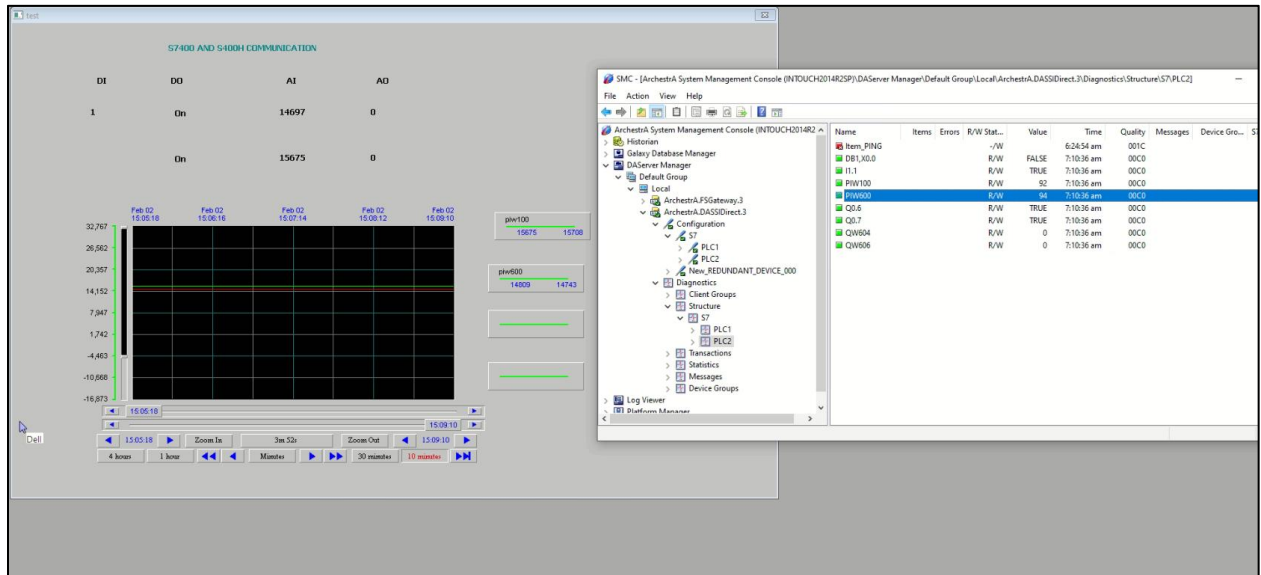 test
S7400 AND S400H COMMUNICATION
DI DO AI AO
1 On 14697 0
On 15675 0
Feb 02 Feb 02 Feb 02 Feb 02 Feb 02
15:05:18 15:06:16 15:07:14 15:08:12 15:09:10
32,767
26,562
20,357
14,152
7,947
1,742
-4,463
-10,668
-16,873
piw100
15675 15708
piw600
14809 14743
15:05:18
15:09:10
15:05:18 Zoom In 3m 52s Zoom Out 15:09:10
4 hours 1 hour Minutes 30 minutes 10 minutes
Dell
SMC - [ArchestrA System Management Console (INTOUCH2014R2SP)\DAServer Manager\Default Group\Local\ArchestrA.DASSIDirect.3\Diagnostics\Structure\S7\PLC2]
File Action View Help
ArchestrA System Management Console (INTOUCH2014R2
Historian
Galaxy Database Manager
DAServer Manager
Default Group
Local
ArchestrA.FSGateway.3
ArchestrA.DASSIDirect.3
Configuration
S7
PLC1
PLC2
New_REDUNDANT_DEVICE_000
Diagnostics
Client Groups
Structure
S7
PLC1
PLC2
Transactions
Statistics
Messages
Device Groups
Log Viewer
Platform Manager
Name Items Errors R/W Stat... Value Time Quality Messages Device Gro...
Item_PING -/W 6:24:54 am 001C
DB1,X0.0 R/W FALSE 7:10:36 am 00C0
I1.1 R/W TRUE 7:10:36 am 00C0
PIW100 R/W 92 7:10:36 am 00C0
PIW600 R/W 94 7:10:36 am 00C0
Q0.6 R/W TRUE 7:10:36 am 00C0
Q0.7 R/W TRUE 7:10:36 am 00C0
QW604 R/W 0 7:10:36 am 00C0
QW606 R/W 0 7:10:36 am 00C0